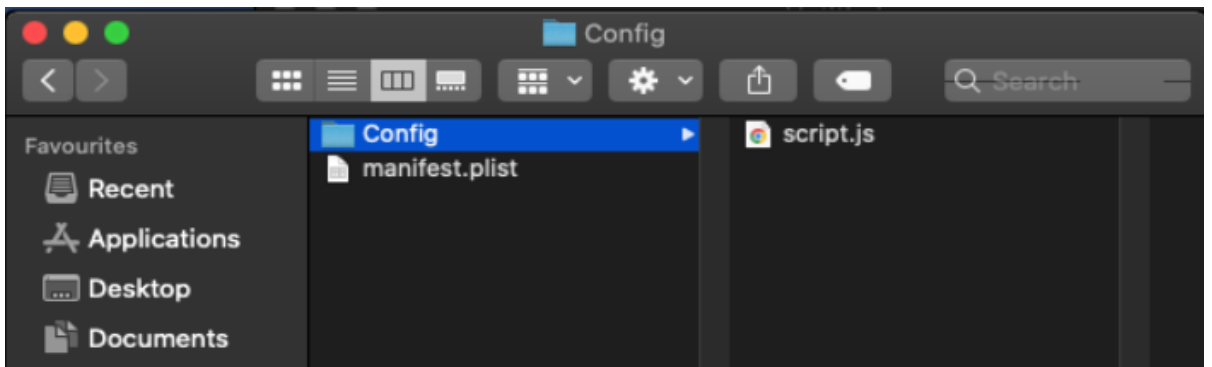 Config
Search
Favourites
Recent
Applications
Desktop
Documents
Config
manifest.plist
script.js